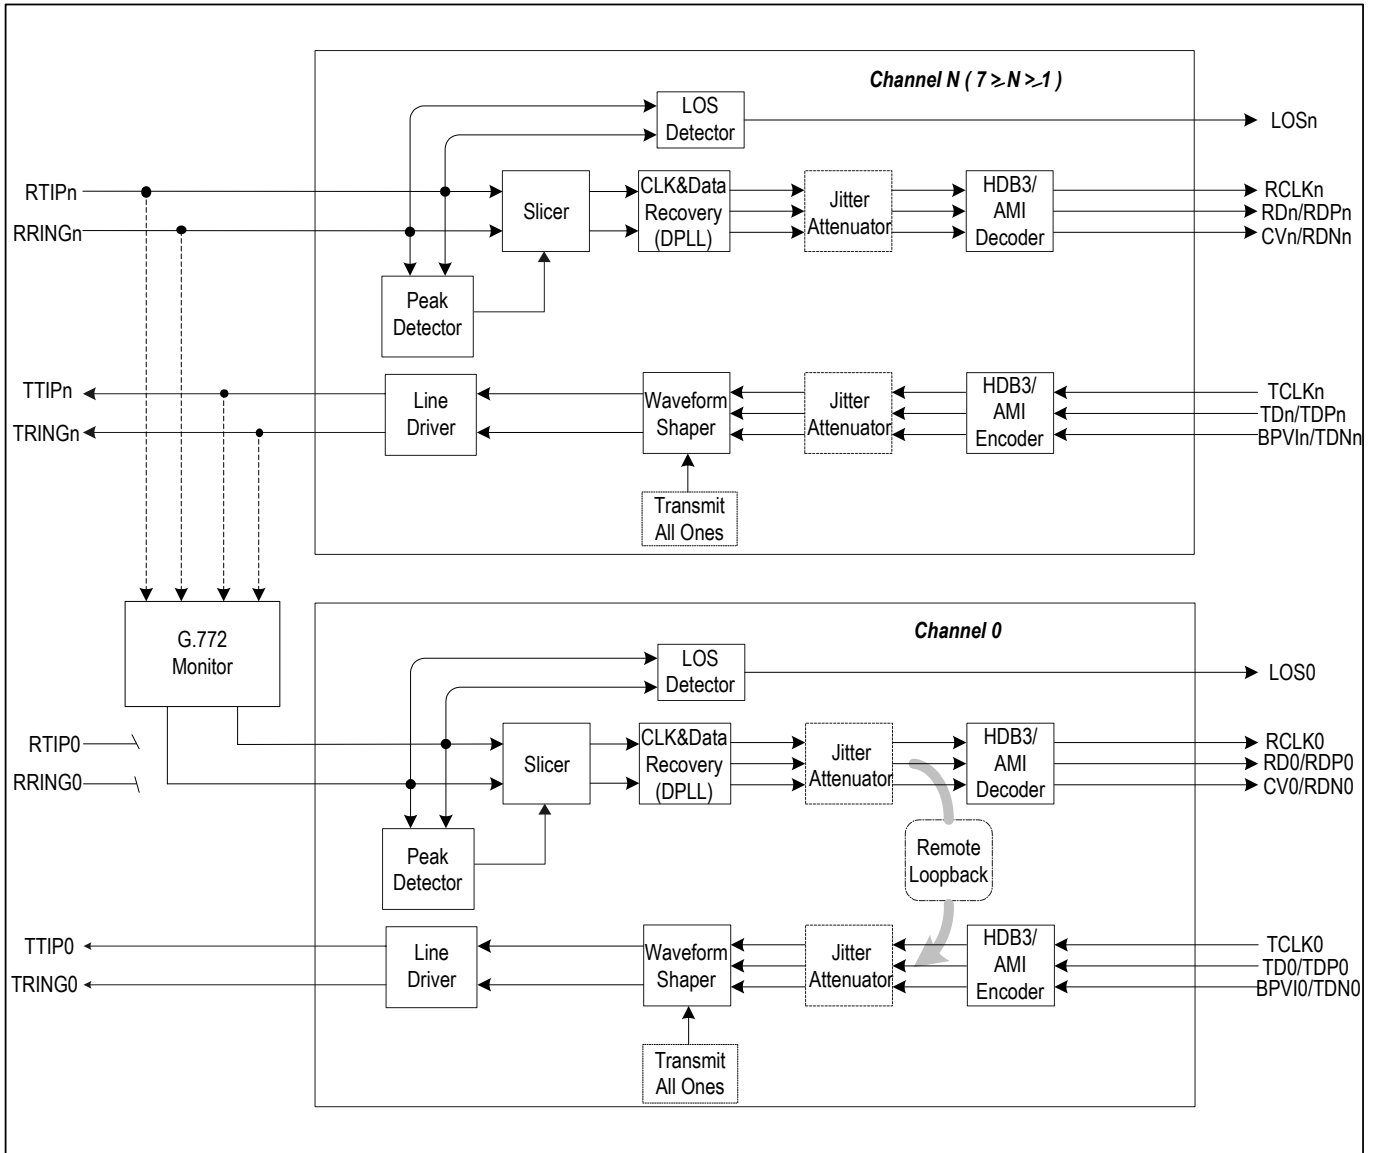 Channel N ( 7 ≥ N ≥ 1 )
LOS
Detector
LOSn
RTIPn
RRINGn
Slicer
CLK&Data
Recovery
(DPLL)
Jitter
Attenuator
HDB3/
AMI
Decoder
RCLKn
RDn/RDPn
CVn/RDNn
Peak
Detector
TTIPn
TRINGn
Line
Driver
Waveform
Shaper
Jitter
Attenuator
HDB3/
AMI
Encoder
TCLKn
TDn/TDPn
BPVIn/TDNn
Transmit
All Ones
G.772
Monitor
Channel 0
LOS
Detector
LOS0
RTIP0
RRING0
Slicer
CLK&Data
Recovery
(DPLL)
Jitter
Attenuator
HDB3/
AMI
Decoder
RCLK0
RD0/RDP0
CV0/RDN0
Peak
Detector
Remote
Loopback
TTIP0
TRING0
Line
Driver
Waveform
Shaper
Jitter
Attenuator
HDB3/
AMI
Encoder
TCLK0
TD0/TDP0
BPVI0/TDN0
Transmit
All Ones